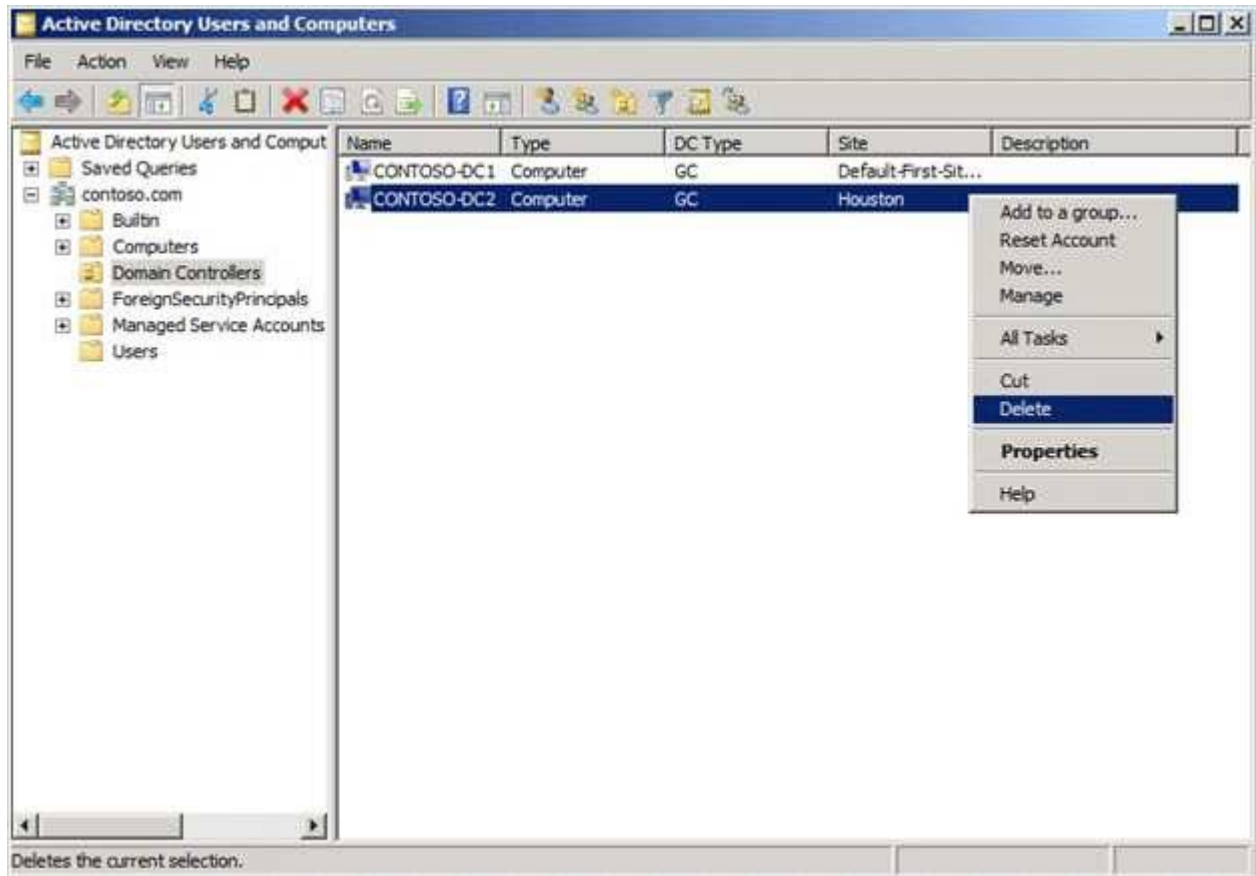 Active Directory Users and Computers
File Action View Help
Active Directory Users and Comput
Saved Queries
contoso.com
Builtin
Computers
Domain Controllers
ForeignSecurityPrincipals
Managed Service Accounts
Users
Name Type DC Type Site Description
CONTOSO-DC1 Computer GC Default-First-Sit...
CONTOSO-DC2 Computer GC Houston
Add to a group...
Reset Account
Move...
Manage
All Tasks
Cut
Delete
Properties
Help
Deletes the current selection.